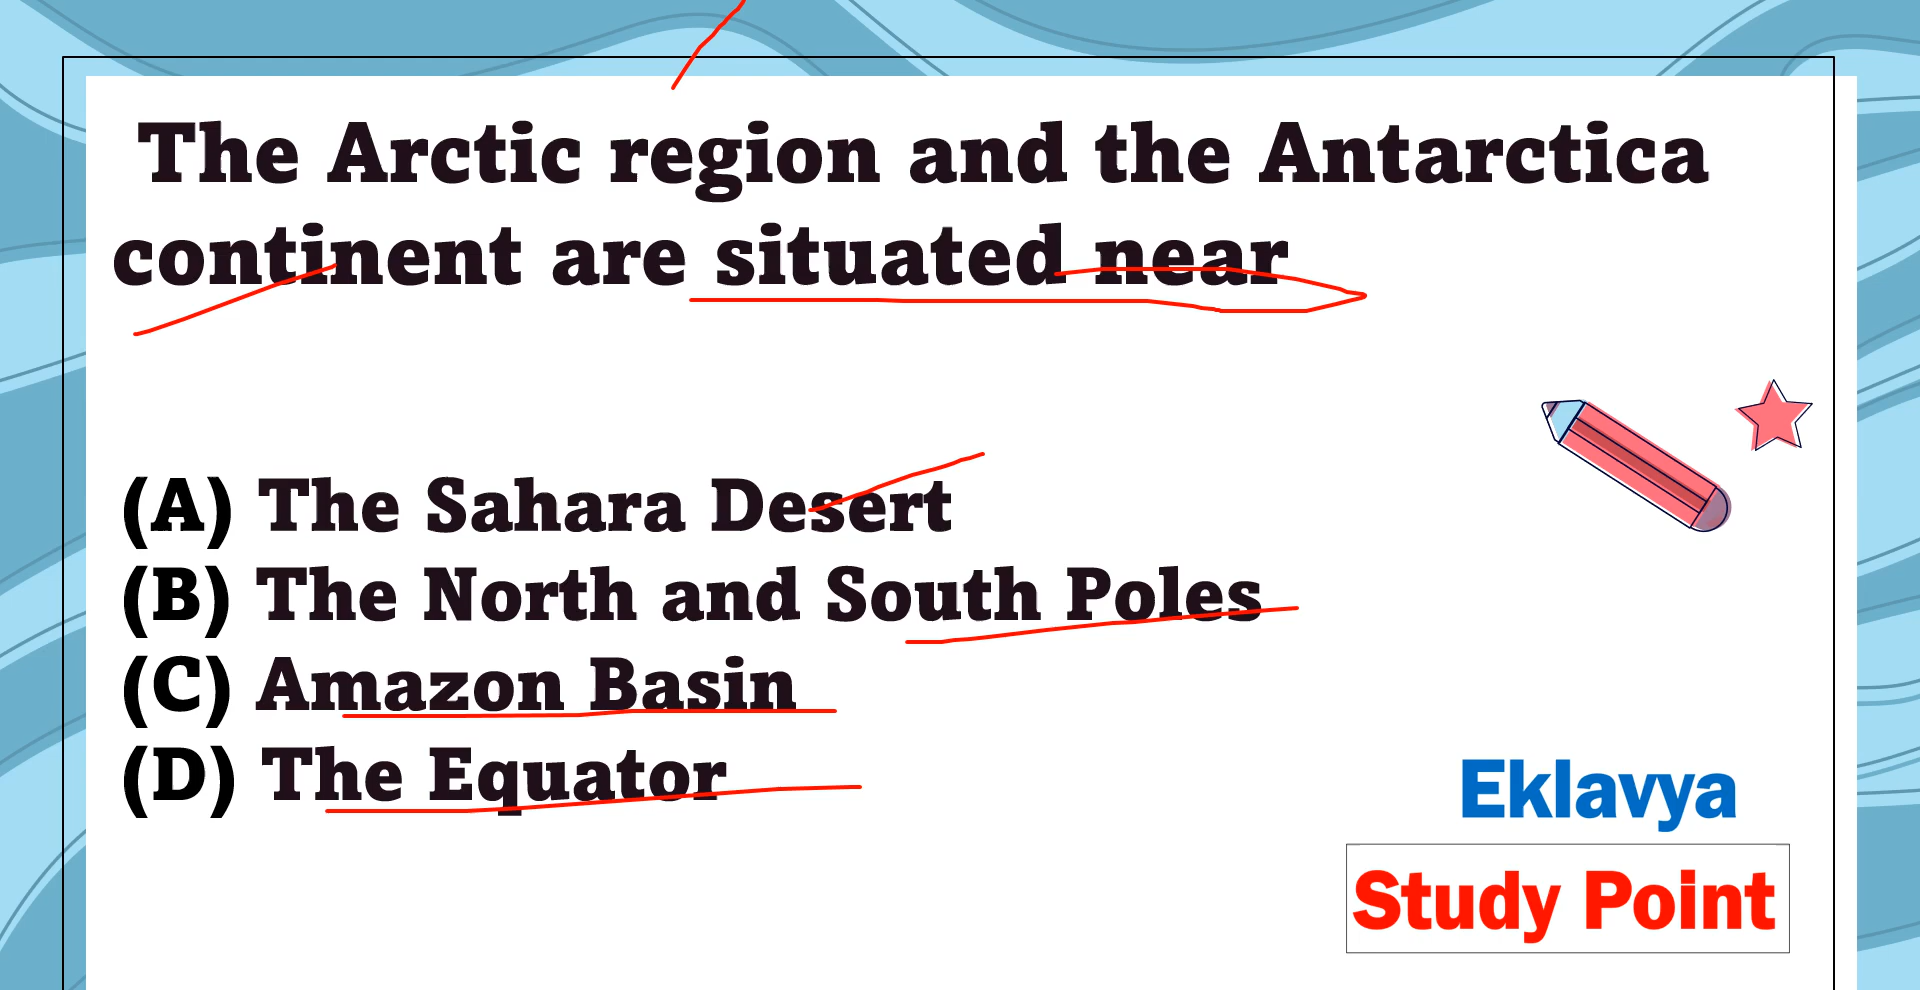 The Arctic region and the Antarctica
continent are situated near
(A) The Sahara Desert
(B) The North and South Poles
(C) Amazon Basin
(D) The Equator
Eklavya
Study Point